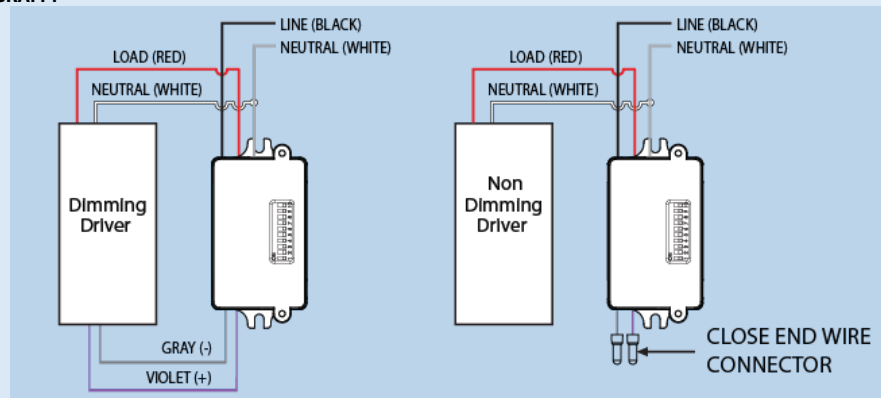 LINE (BLACK)
NEUTRAL (WHITE)
LOAD (RED)
NEUTRAL (WHITE)
Dimming
Driver
GRAY (-)
VIOLET (+)
LINE (BLACK)
NEUTRAL (WHITE)
LOAD (RED)
NEUTRAL (WHITE)
Non
Dimming
Driver
CLOSE END WIRE
CONNECTOR